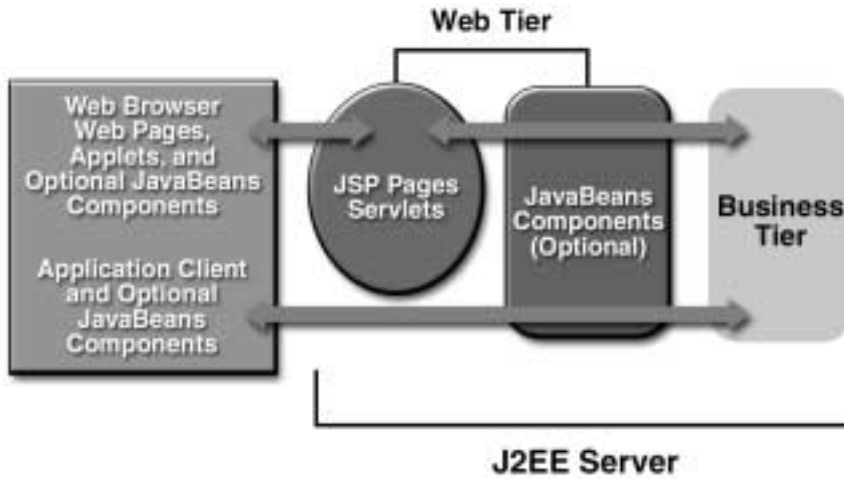 Web Tier
Web Browser
Web Pages,
Applets, and
Optional JavaBeans
Components
Application Client
and Optional
JavaBeans
Components
JSP Pages
Servlets
JavaBeans
Components
(Optional)
Business
Tier
J2EE Server